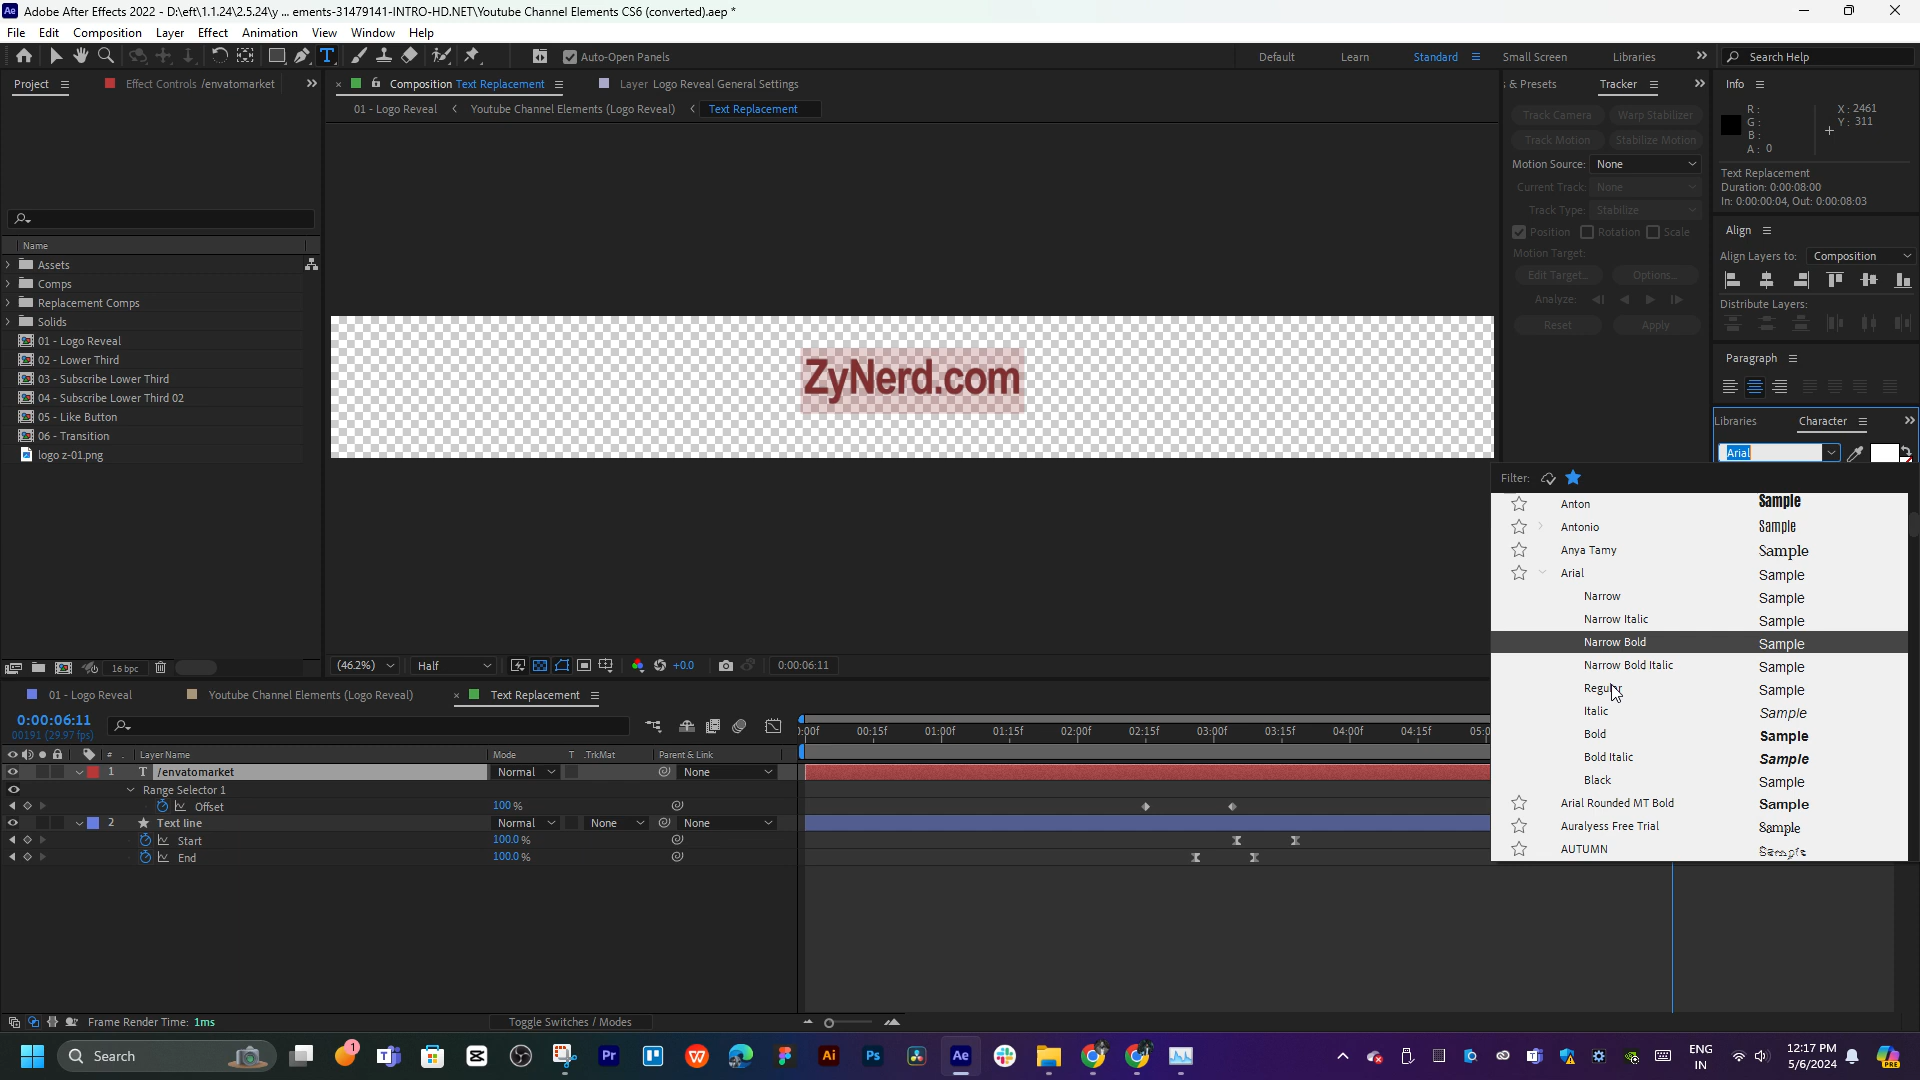 Adobe After Effects 2022 - D:\eft\1.1.24\2.5.24\y ... ements-31479141-INTRO-HD.NET\Youtube Channel Elements CS6 (converted).aep *
File Edit Composition Layer Effect Animation View Window Help
Auto-Open Panels Default Learn Standard Small Screen Libraries Search Help
Project Effect Controls /envatomarket Composition Text Replacement Layer Logo Reveal General Settings & Presets Tracker Info
01 - Logo Reveal Youtube Channel Elements (Logo Reveal) Text Replacement
R: X: 2461
G: Y: 311
B:
A: 0
Track Camera Warp Stabilizer
Track Motion Stabilize Motion
Motion Source: None
Current Track: None
Track Type: Stabilize
Position Rotation Scale
Motion Target:
Edit Target... Options...
Analyze:
Reset Apply
Text Replacement
Duration: 0:00:08:00
In: 0:00:00:04, Out: 0:00:08:03
Align
Align Layers to: Composition
Distribute Layers:
Paragraph
Libraries Character
Arial
Name
Assets
Comps
Replacement Comps
Solids
01 - Logo Reveal
02 - Lower Third
03 - Subscribe Lower Third
04 - Subscribe Lower Third 02
05 - Like Button
06 - Transition
logo z-01.png
ZyNerd.com
Filter:
Anton Sample
Antonio Sample
Anya Tamy Sample
Arial Sample
Narrow Sample
Narrow Italic Sample
Narrow Bold Sample
Narrow Bold Italic Sample
Regular Sample
Italic Sample
Bold Sample
Bold Italic Sample
Black Sample
Arial Rounded MT Bold Sample
Auralyess Free Trial Sample
AUTUMN Sample
16 bpc (46.2%) Half +0.0 0:00:06:11
01 - Logo Reveal Youtube Channel Elements (Logo Reveal) Text Replacement
0:00:06:11
00191 (29.97 fps)
:00f 00:15f 01:00f 01:15f 02:00f 02:15f 03:00f 03:15f 04:00f 04:15f 05:0
# Layer Name Mode T .TrkMat Parent & Link
1 T /envatomarket Normal None
Range Selector 1
Offset 100 %
2 Text line Normal None None
Start 100.0 %
End 100.0 %
Frame Render Time: 1ms Toggle Switches / Modes
Search 1 ENG IN 12:17 PM 5/6/2024